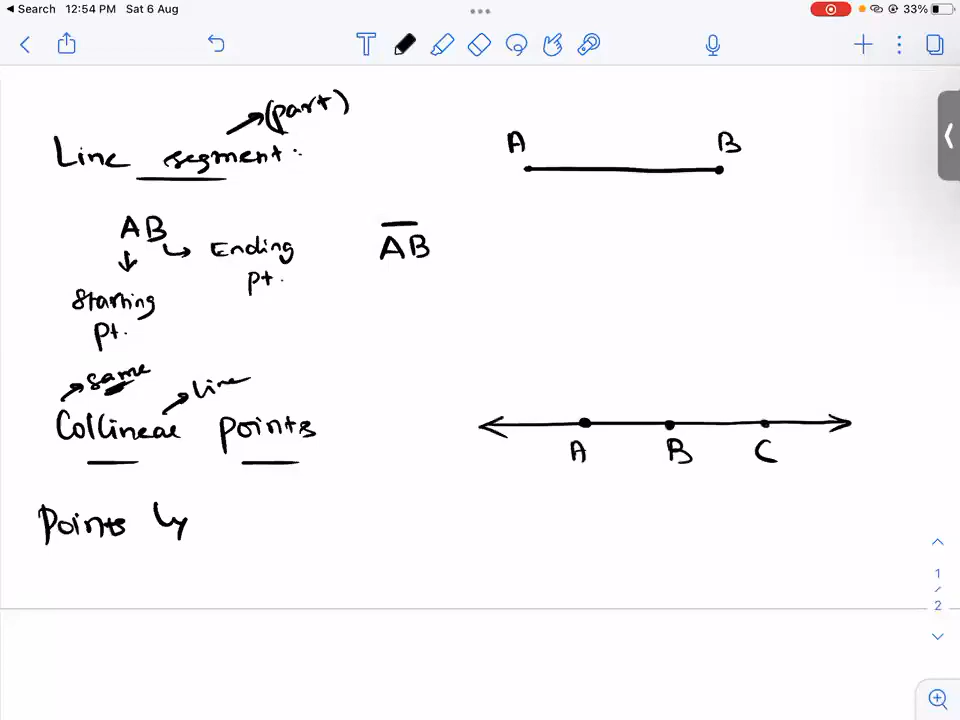 Search 12:54 PM Sat 6 Aug 33%
T
(part)
Line segment:
A B
AB
Ending
pt.
AB
Starting
pt.
same
line
Collinear points
A B C
Points ly
1
2